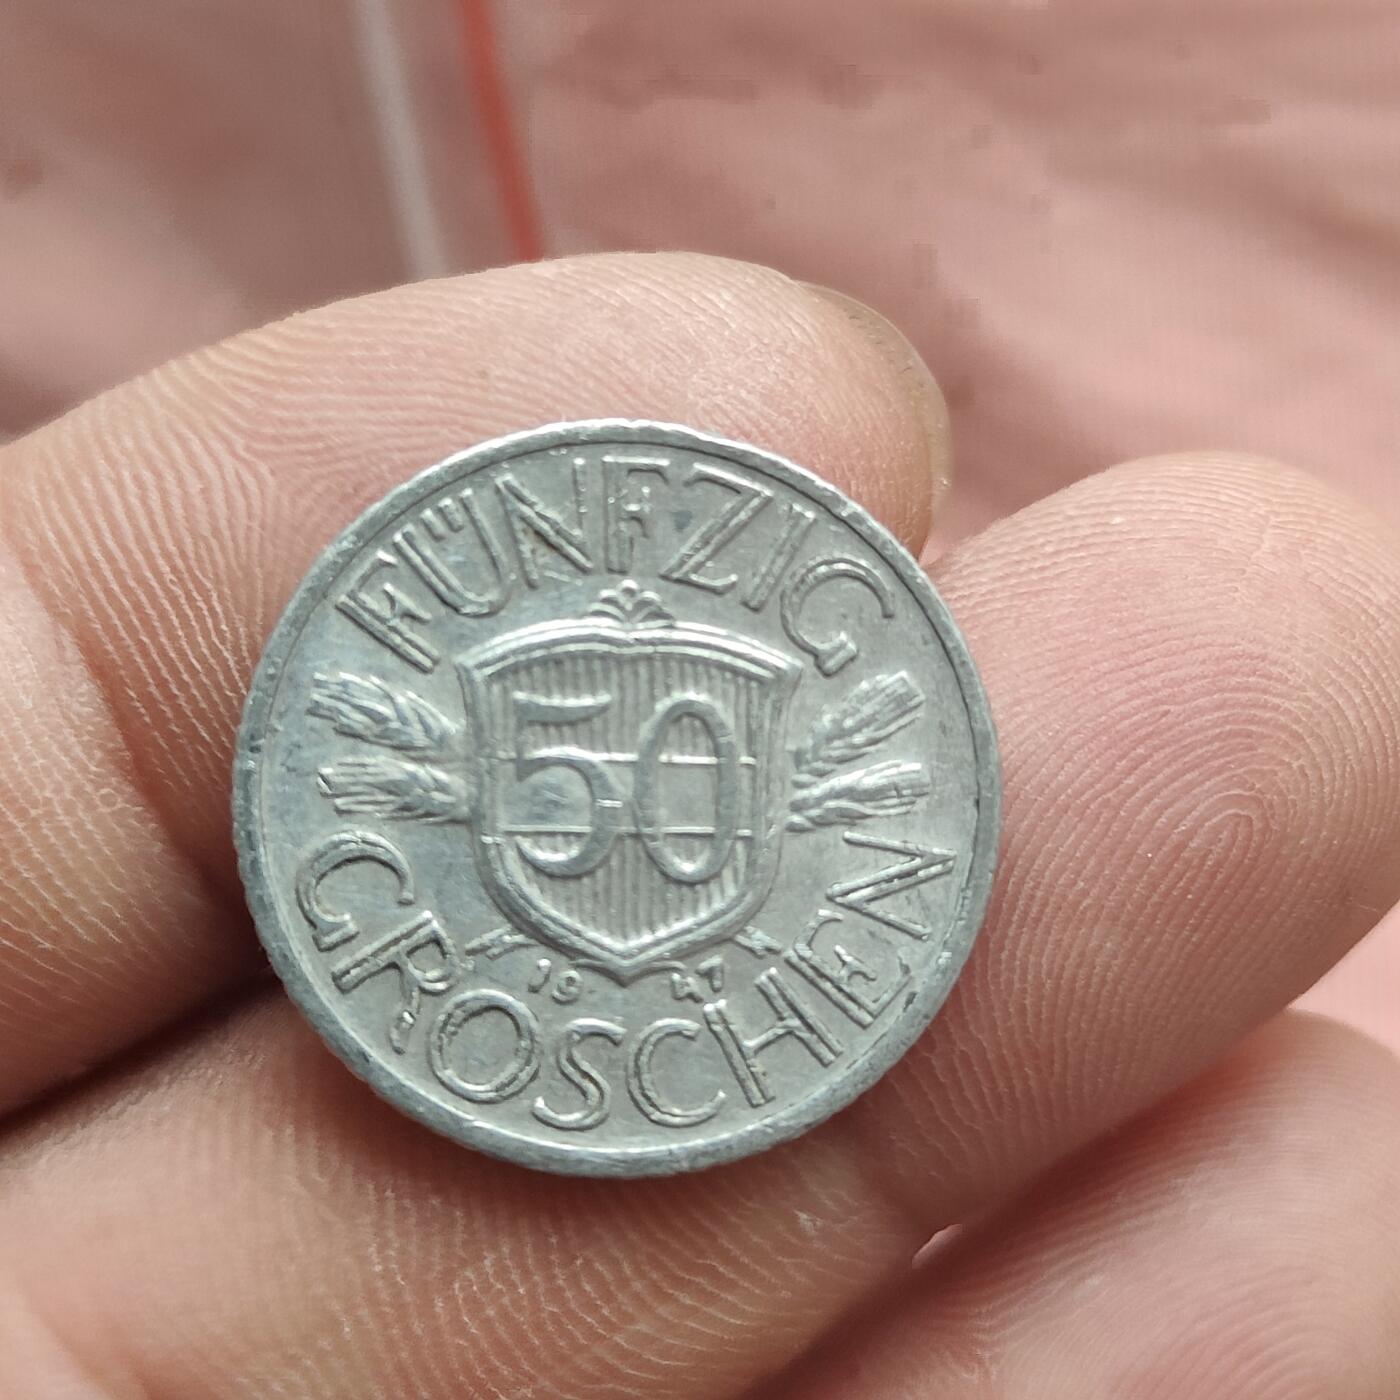 FÜNFZIG
50
19 47
GROSCHEN